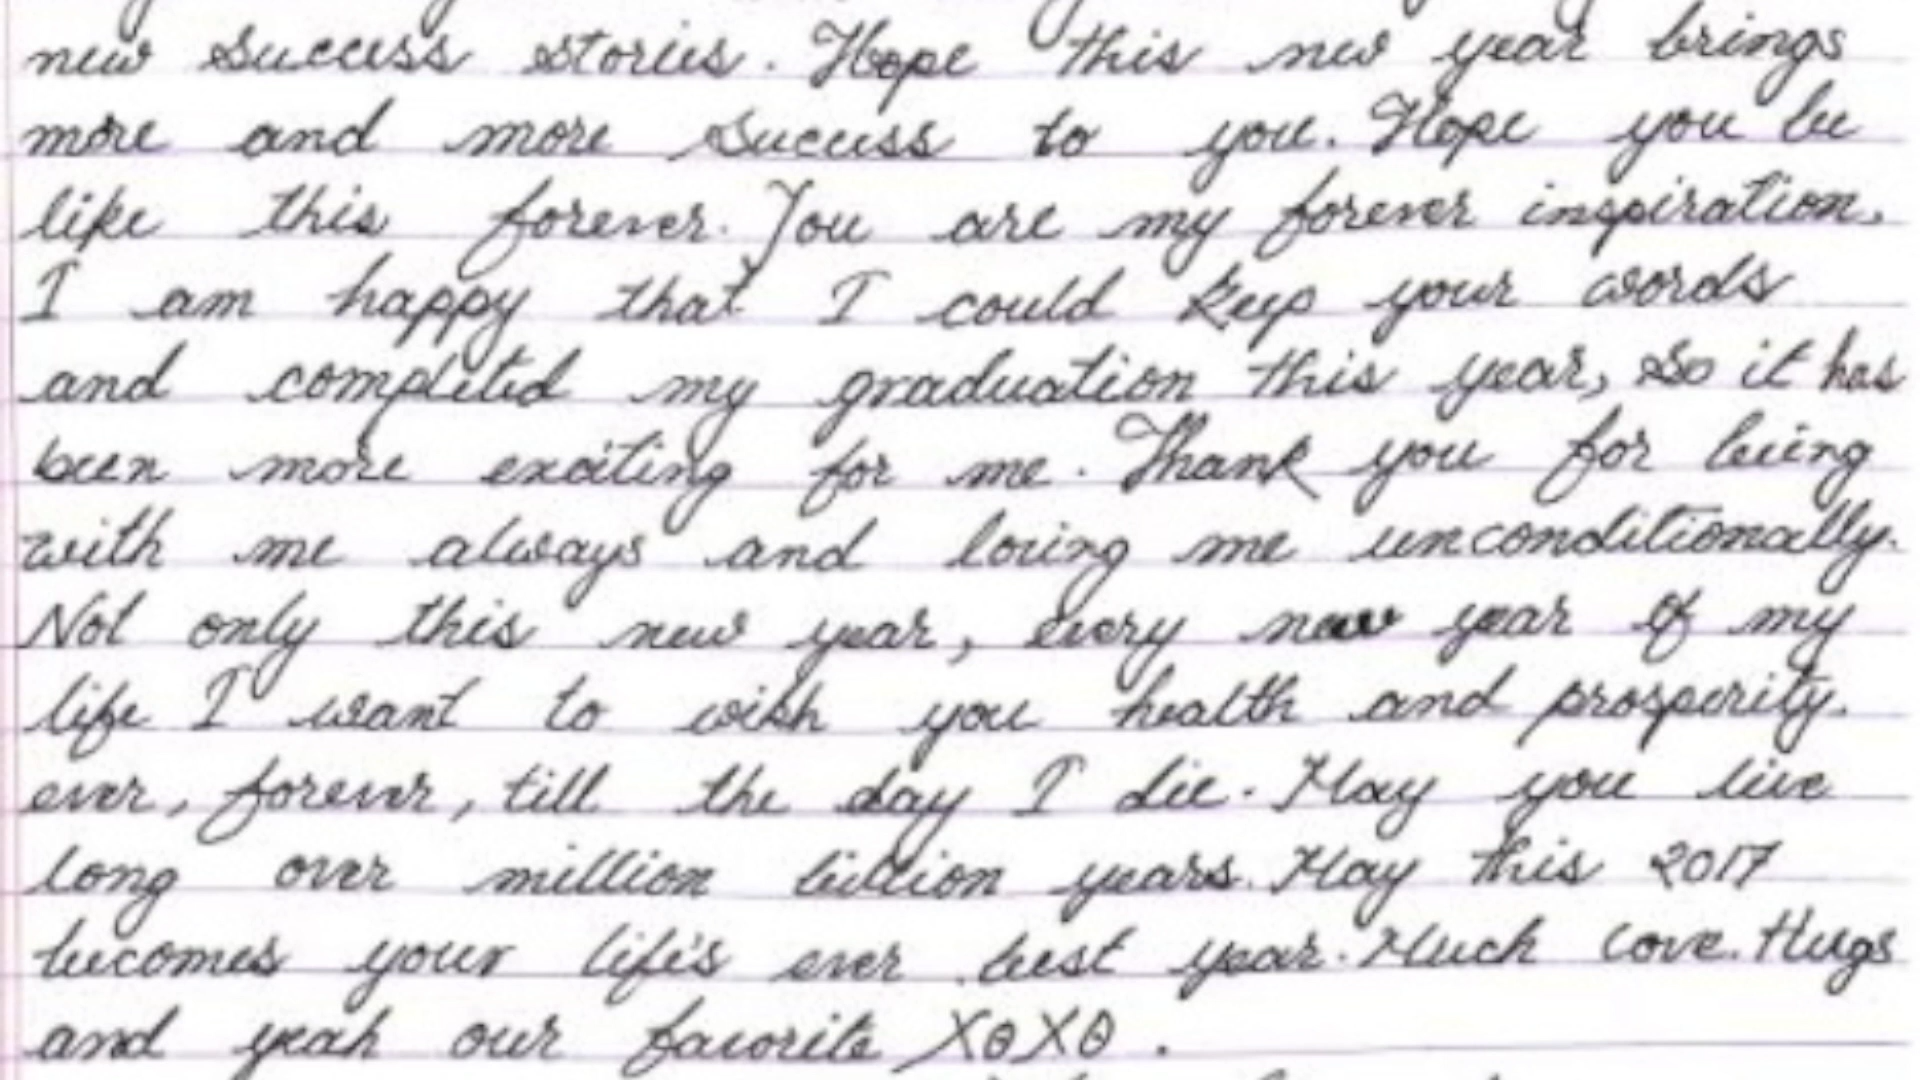 new success stories. Hope this new year brings
more and more success to you. Hope you be
like this forever. You are my forever inspiration.
I am happy that I could keep your words
and completed my graduation this year, so it has
been more exciting for me. Thank you for being
with me always and loving me unconditionally.
Not only this new year, every new year of my
life I want to wish you health and prosperity.
ever, forever, till the day I die. May you live
long over million billion years. May this 2017
becomes your life's ever best year. Much love. Hugs
and yeah our favorite XOXO.